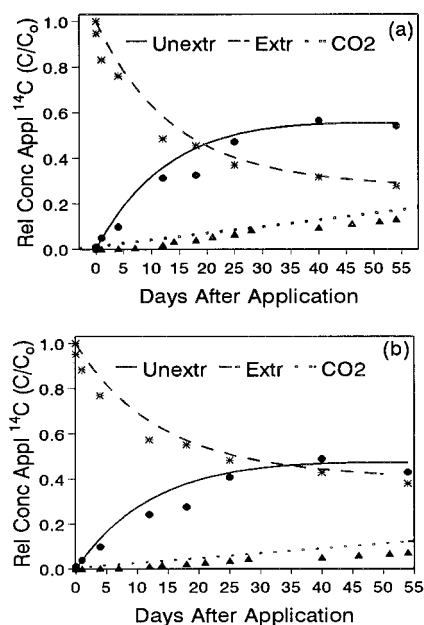 (a)
Unextr Extr CO2
Rel Conc Appl ¹⁴C (C/C₀)
1.0
0.8
0.6
0.4
0.2
0.0
0 5 10 15 20 25 30 35 40 45 50 55
Days After Application
(b)
Unextr Extr CO2
Rel Conc Appl ¹⁴C (C/C₀)
1.0
0.8
0.6
0.4
0.2
0.0
0 5 10 15 20 25 30 35 40 45 50 55
Days After Application